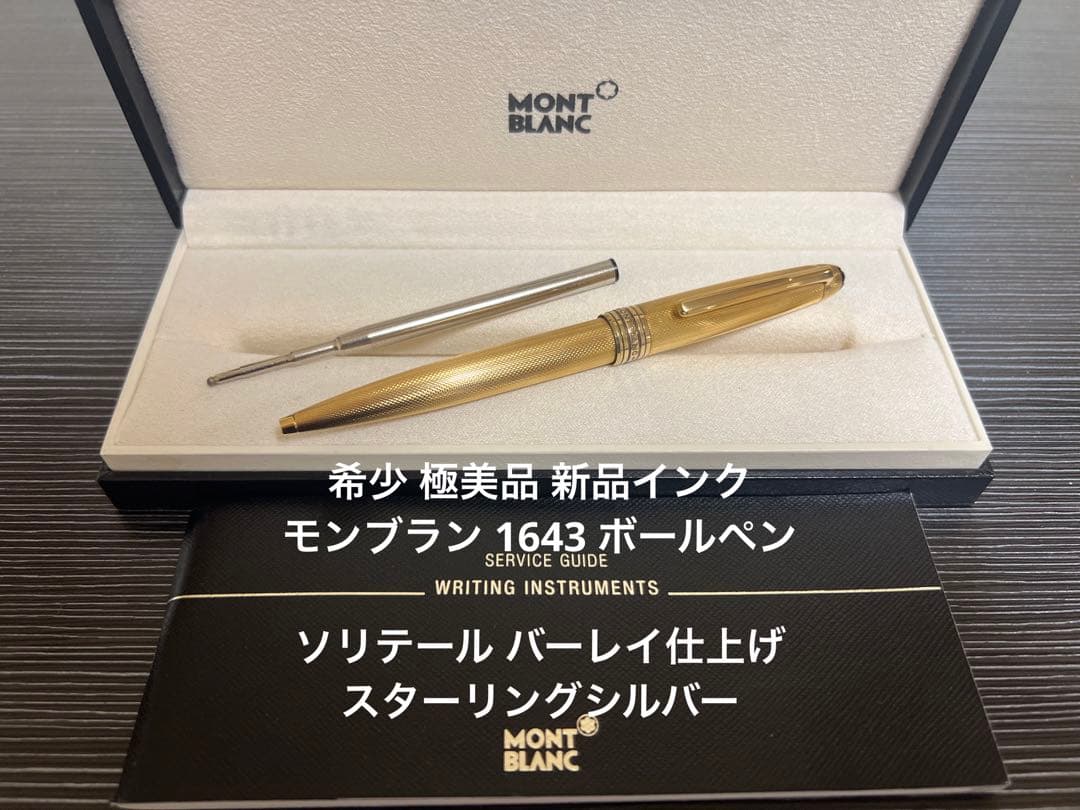 MONT
BLANC
希少 極美品 新品インク
モンブラン 1643 ボールペン
SERVICE GUIDE
WRITING INSTRUMENTS
ソリテール バーレイ仕上げ
スターリングシルバー
MONT
BLANC